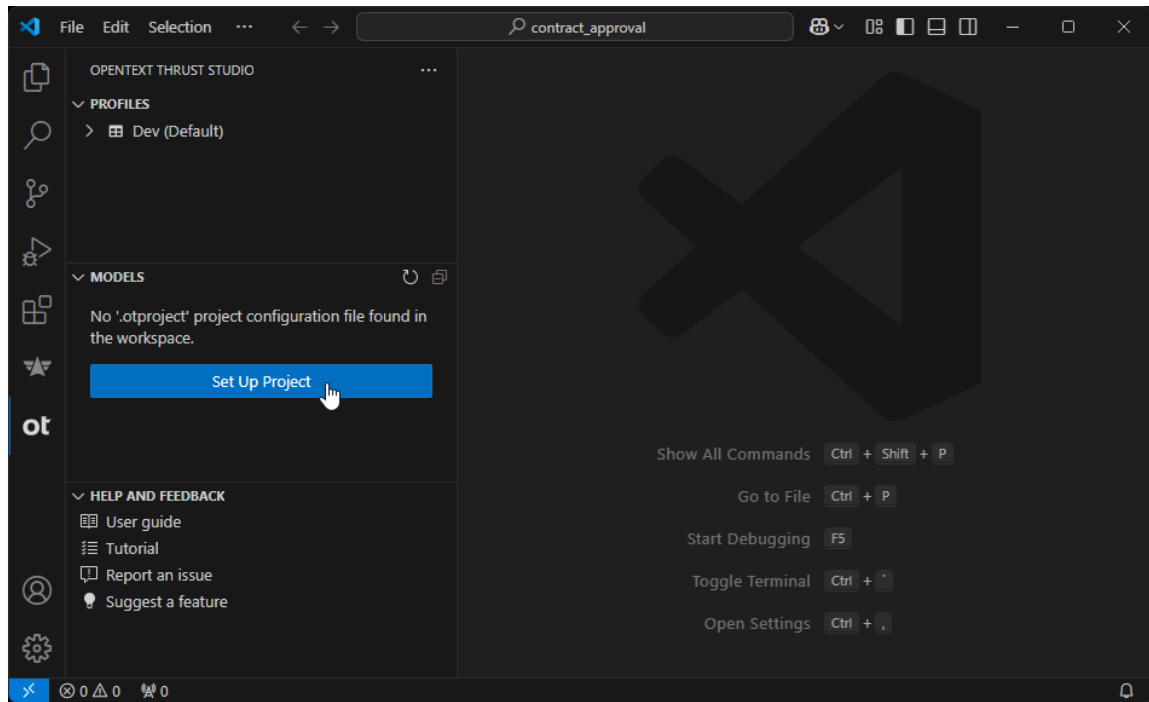 File Edit Selection ··· contract_approval
OPENTEXT THRUST STUDIO ···
PROFILES
Dev (Default)
MODELS
No '.otproject' project configuration file found in
the workspace.
Set Up Project
ot
HELP AND FEEDBACK
User guide
Tutorial
Report an issue
Suggest a feature
Show All Commands Ctrl + Shift + P
Go to File Ctrl + P
Start Debugging F5
Toggle Terminal Ctrl + `
Open Settings Ctrl + ,
0 0 0